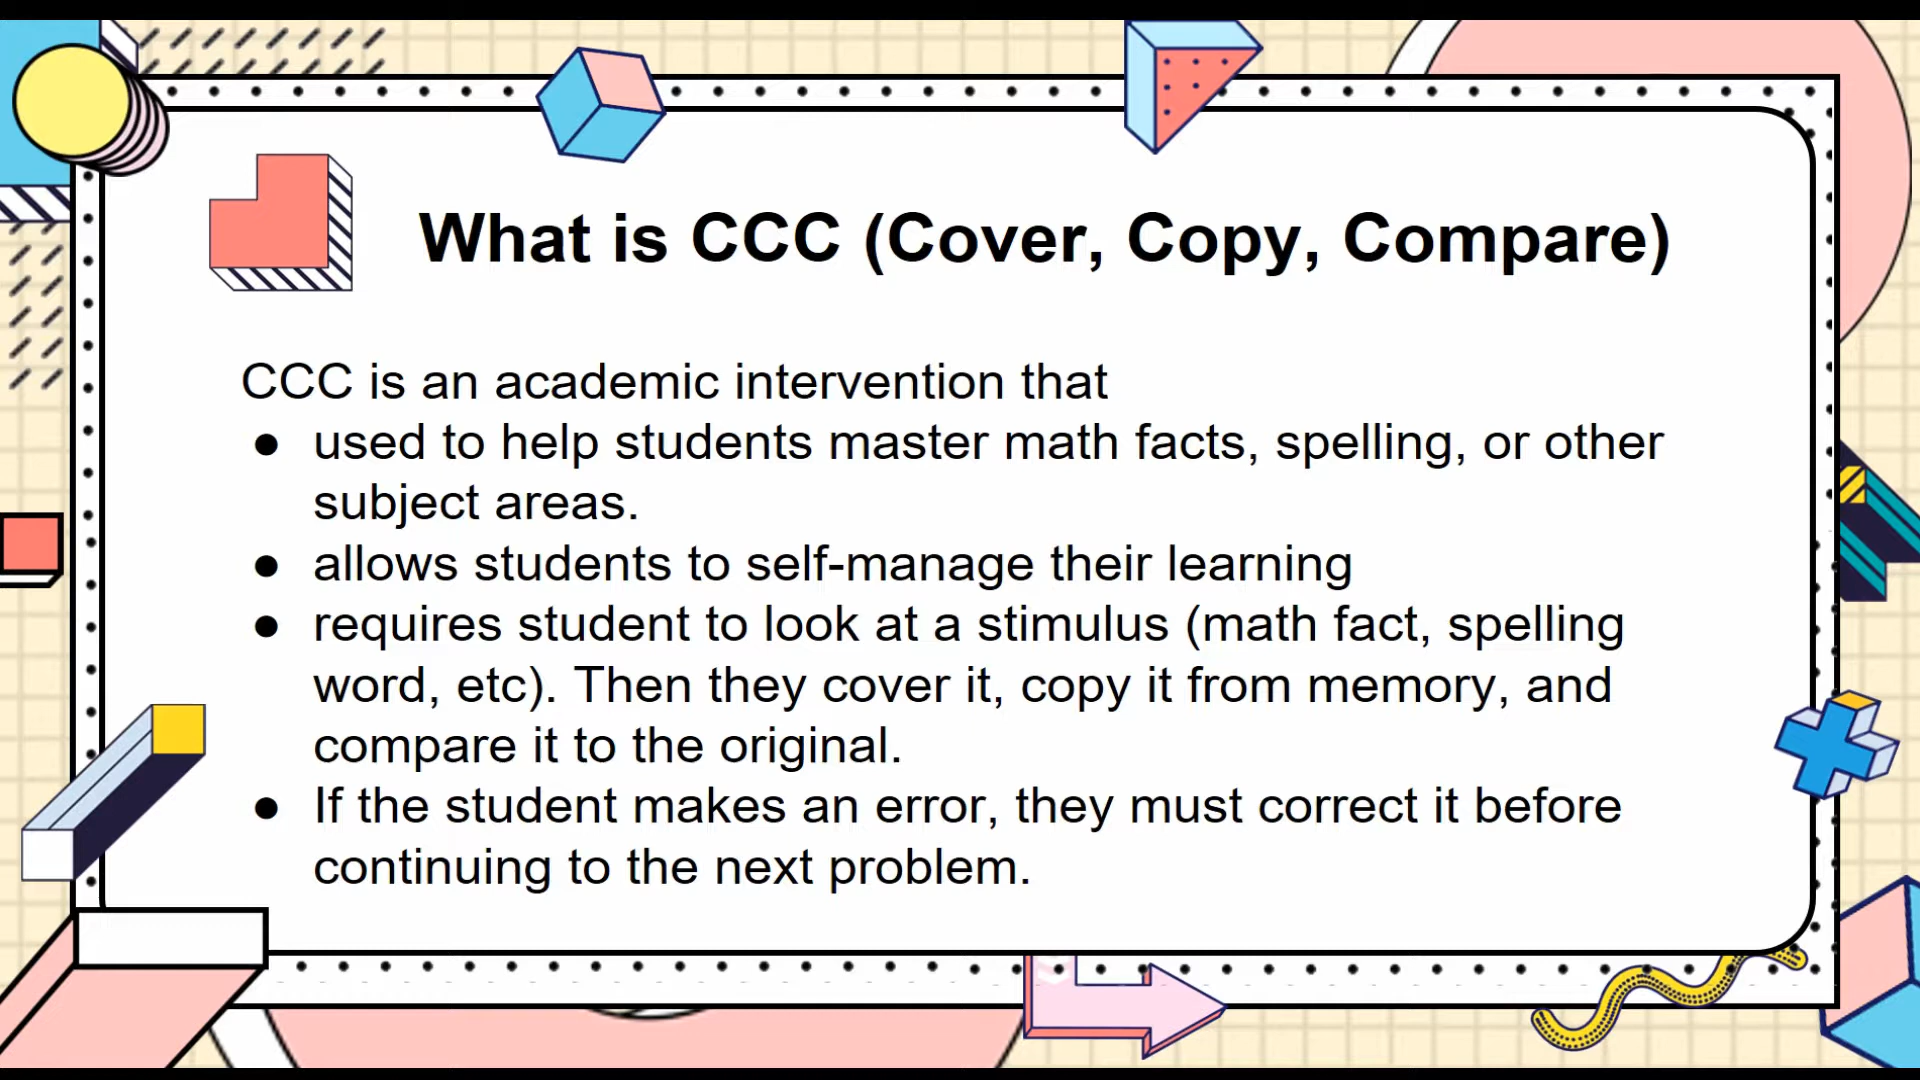 What is CCC (Cover, Copy, Compare)
CCC is an academic intervention that
● used to help students master math facts, spelling, or other
subject areas.
● allows students to self-manage their learning
● requires student to look at a stimulus (math fact, spelling
word, etc). Then they cover it, copy it from memory, and
compare it to the original.
● If the student makes an error, they must correct it before
continuing to the next problem.